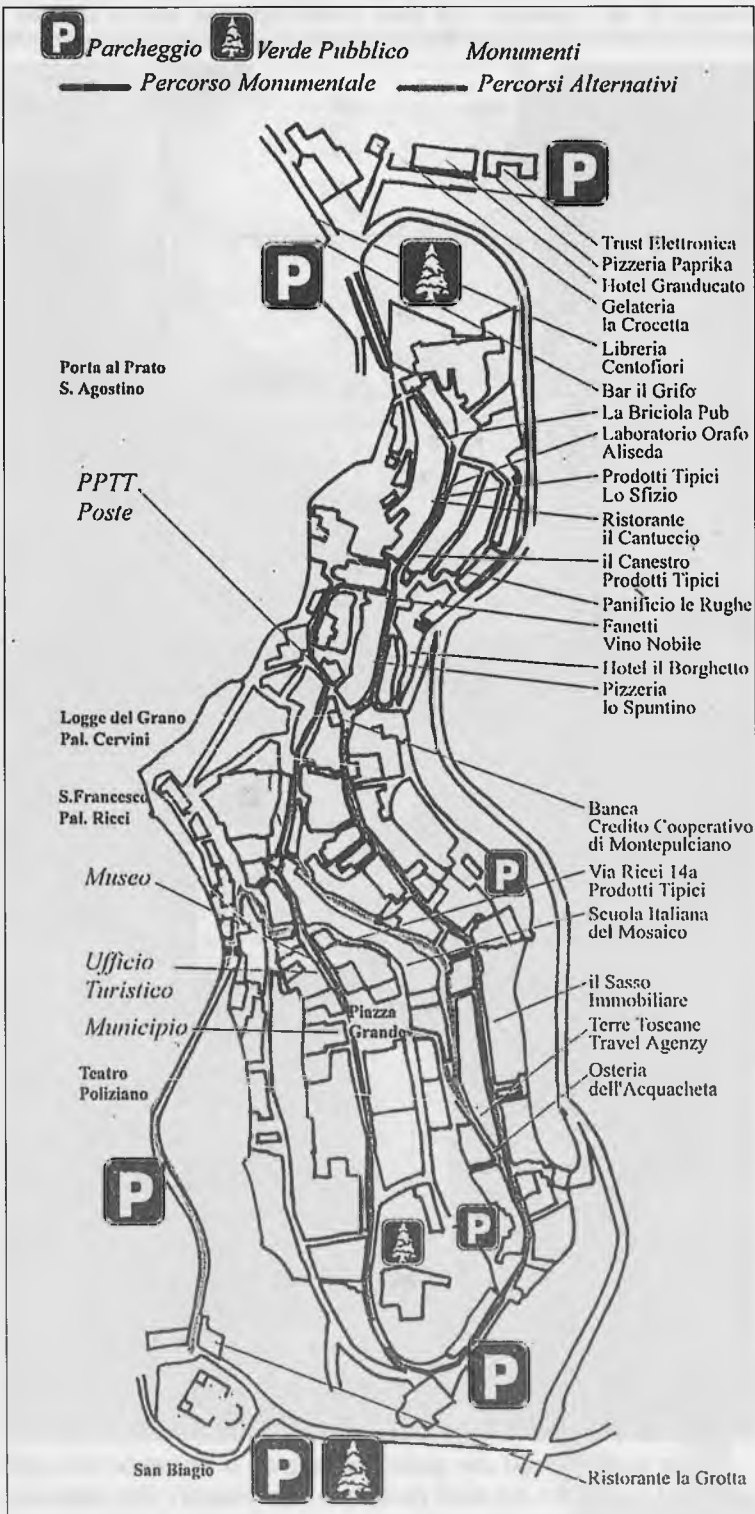 P Parcheggio Verde Pubblico Monumenti
Percorso Monumentale Percorsi Alternativi
P
P
Trust Elettronica
Pizzeria Paprika
Hotel Granducato
Gelateria
la Crocetta
Libreria
Centofiori
Bar il Grifo
La Briciola Pub
Laboratorio Orafo
Aliseda
Prodotti Tipici
Lo Sfizio
Ristorante
il Cantuccio
il Canestro
Prodotti Tipici
Panificio le Rughe
Fanetti
Vino Nobile
Hotel il Borghetto
Pizzeria
lo Spuntino
Porta al Prato
S. Agostino
PPTT
Poste
Logge del Grano
Pal. Cervini
S.Francesco
Pal. Ricci
Museo
Ufficio
Turistico
Municipio
Piazza
Grande
Teatro
Poliziano
Banca
Credito Cooperativo
di Montepulciano
P
Via Ricci 14a
Prodotti Tipici
Scuola Italiana
del Mosaico
il Sasso
Immobiliare
Terre Toscane
Travel Agenzy
Osteria
dell'Acquacheta
P
P
P
San Biagio
P
Ristorante la Grotta